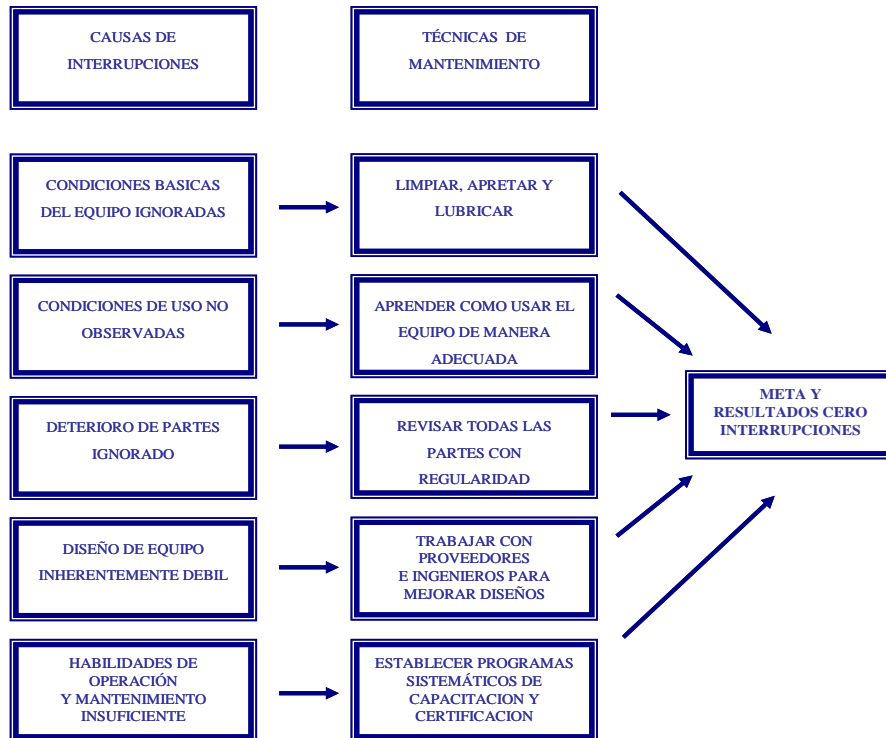 CAUSAS DE
INTERRUPCIONES
TÉCNICAS DE
MANTENIMIENTO
CONDICIONES BASICAS
DEL EQUIPO IGNORADAS
LIMPIAR, APRETAR Y
LUBRICAR
CONDICIONES DE USO NO
OBSERVADAS
APRENDER COMO USAR EL
EQUIPO DE MANERA
ADECUADA
DETERIORO DE PARTES
IGNORADO
REVISAR TODAS LAS
PARTES CON
REGULARIDAD
META Y
RESULTADOS CERO
INTERRUPCIONES
DISEÑO DE EQUIPO
INHERENTEMENTE DEBIL
TRABAJAR CON
PROVEEDORES
E INGENIEROS PARA
MEJORAR DISEÑOS
HABILIDADES DE
OPERACIÓN
Y MANTENIMIENTO
INSUFICIENTE
ESTABLECER PROGRAMAS
SISTEMÁTICOS DE
CAPACITACION Y
CERTIFICACION